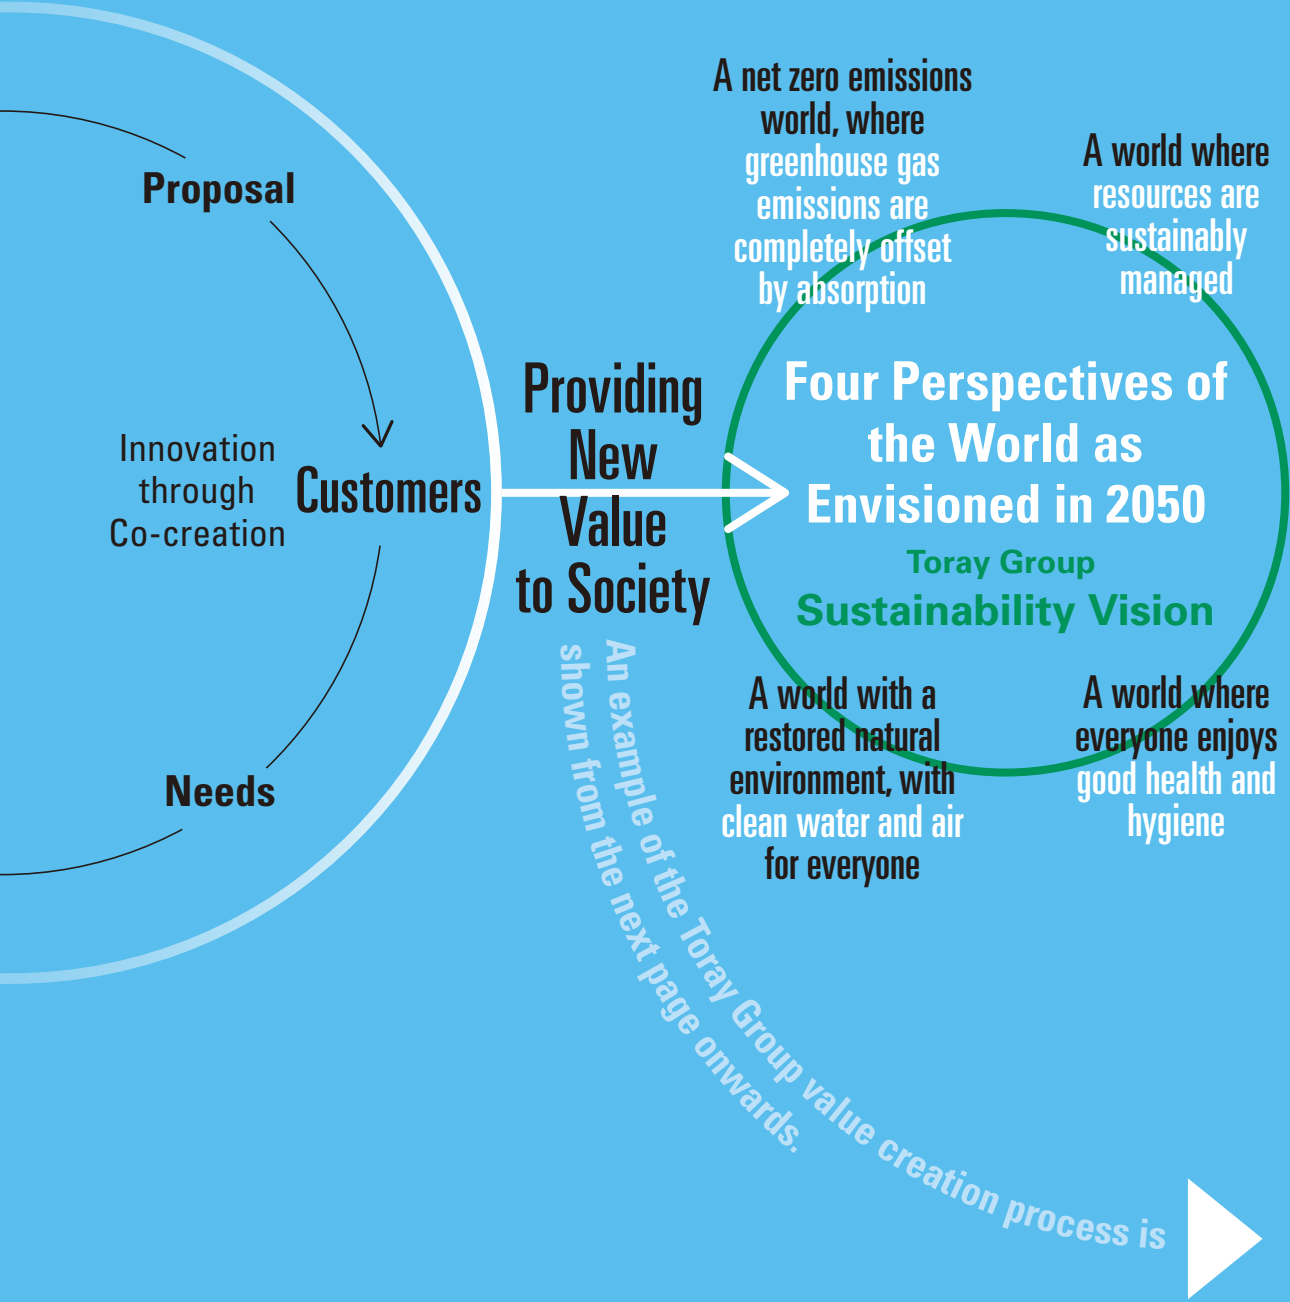 Proposal
Innovation
through
Co-creation
Customers
Needs
Providing
New
Value
to Society
A net zero emissions
world, where
greenhouse gas
emissions are
completely offset
by absorption
A world where
resources are
sustainably
managed
Four Perspectives of
the World as
Envisioned in 2050
Toray Group
Sustainability Vision
A world with a
restored natural
environment, with
clean water and air
for everyone
A world where
everyone enjoys
good health and
hygiene
An example of the Toray Group value creation process is
shown from the next page onwards.